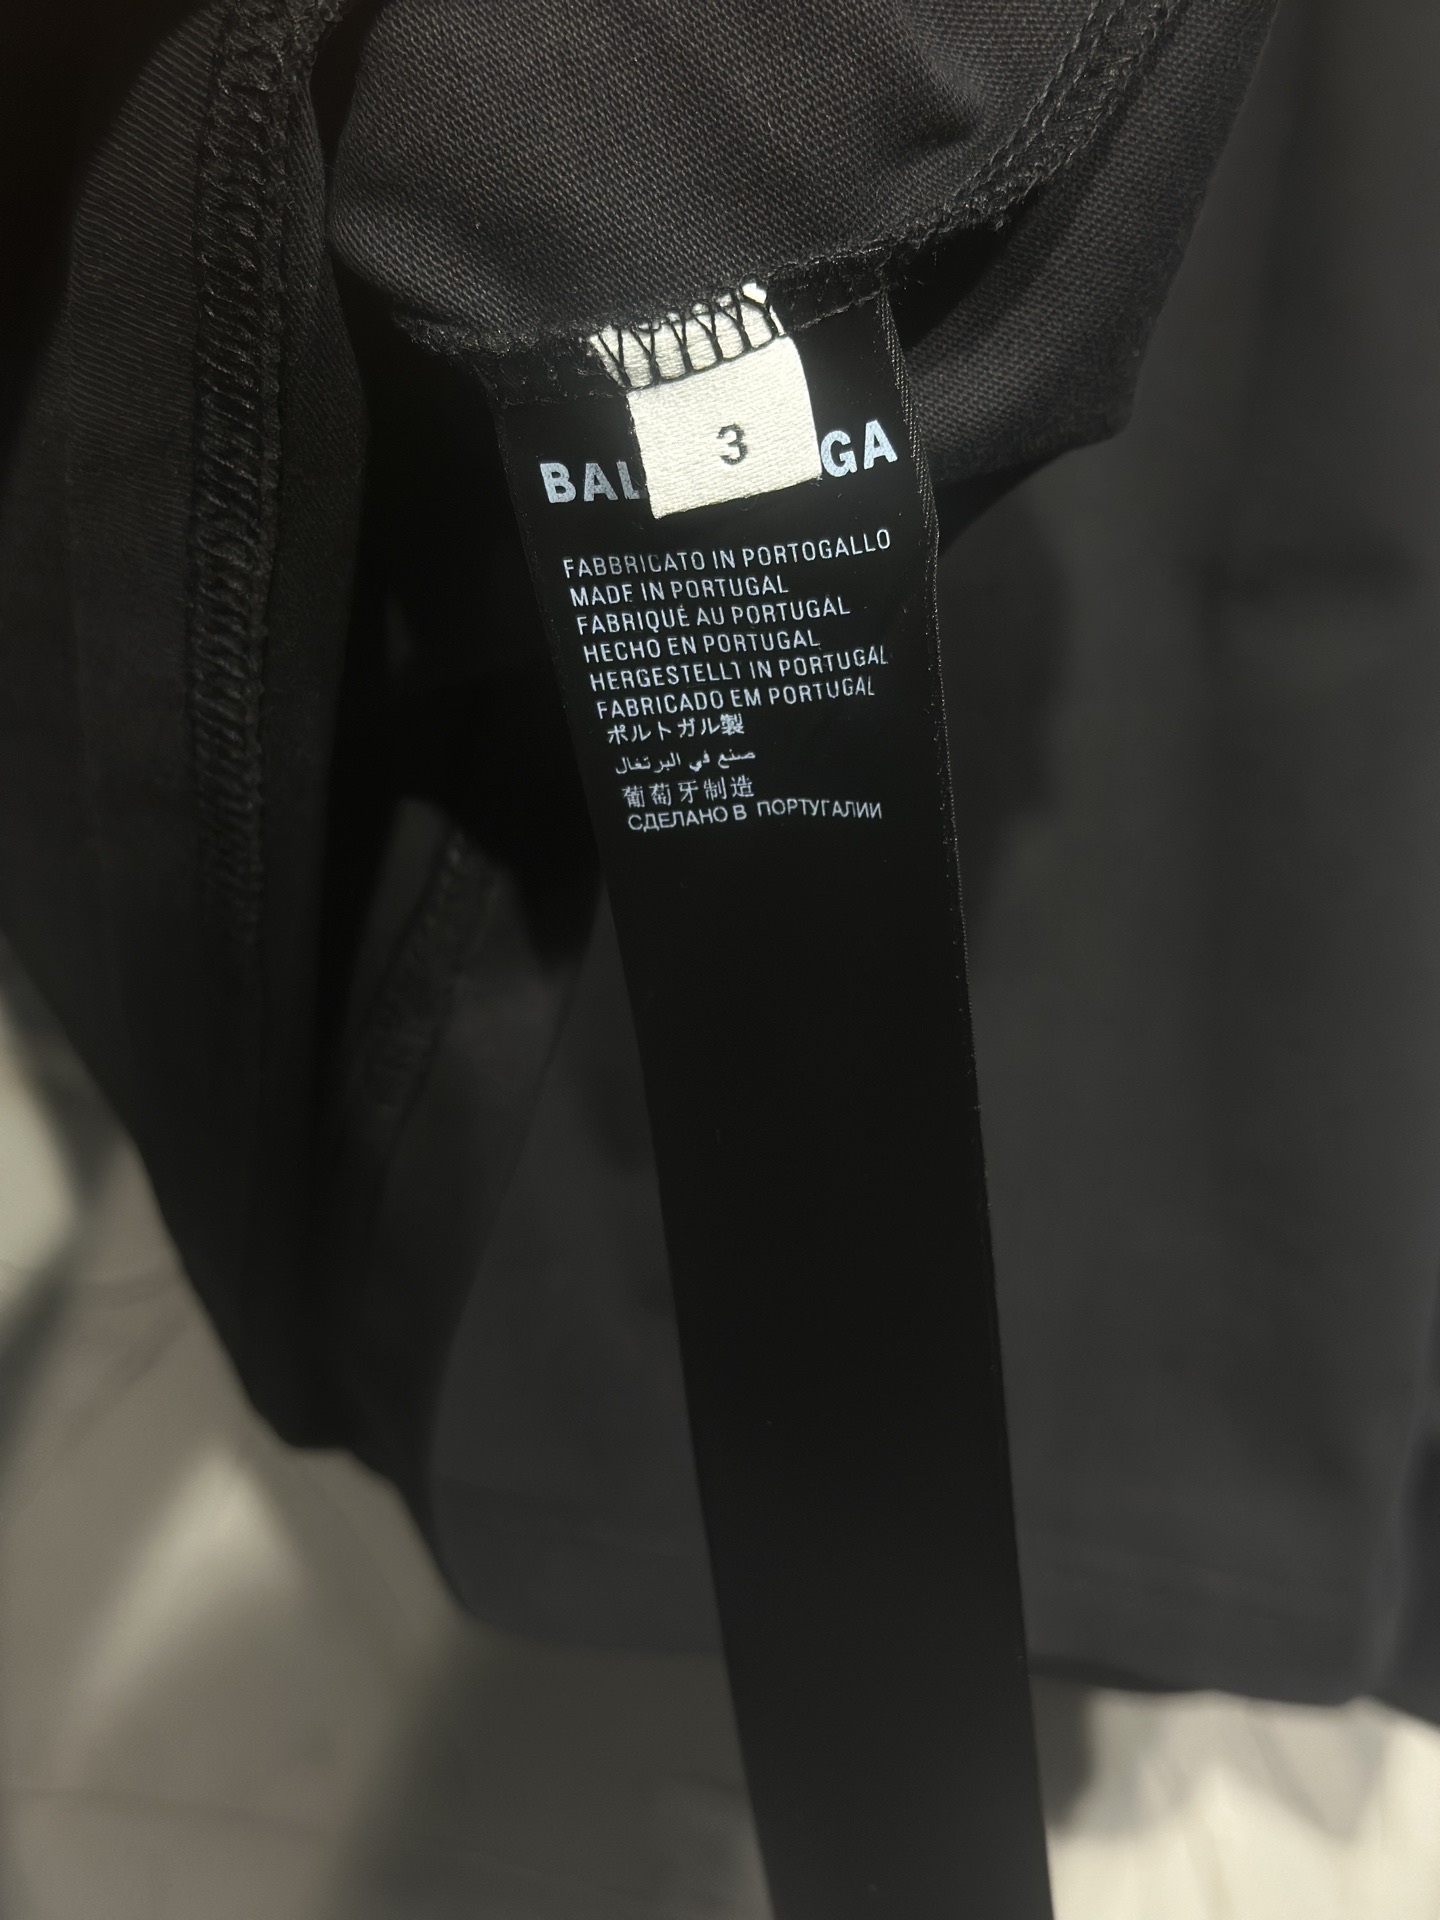 3
BAL GA
FABBRICATO IN PORTOGALLO
MADE IN PORTUGAL
FABRIQUÉ AU PORTUGAL
HECHO EN PORTUGAL
HERGESTELLT IN PORTUGAL
FABRICADO EM PORTUGAL
ポルトガル製
صنع في البرتغال
葡萄牙制造
СДЕЛАНО В ПОРТУГАЛИИ